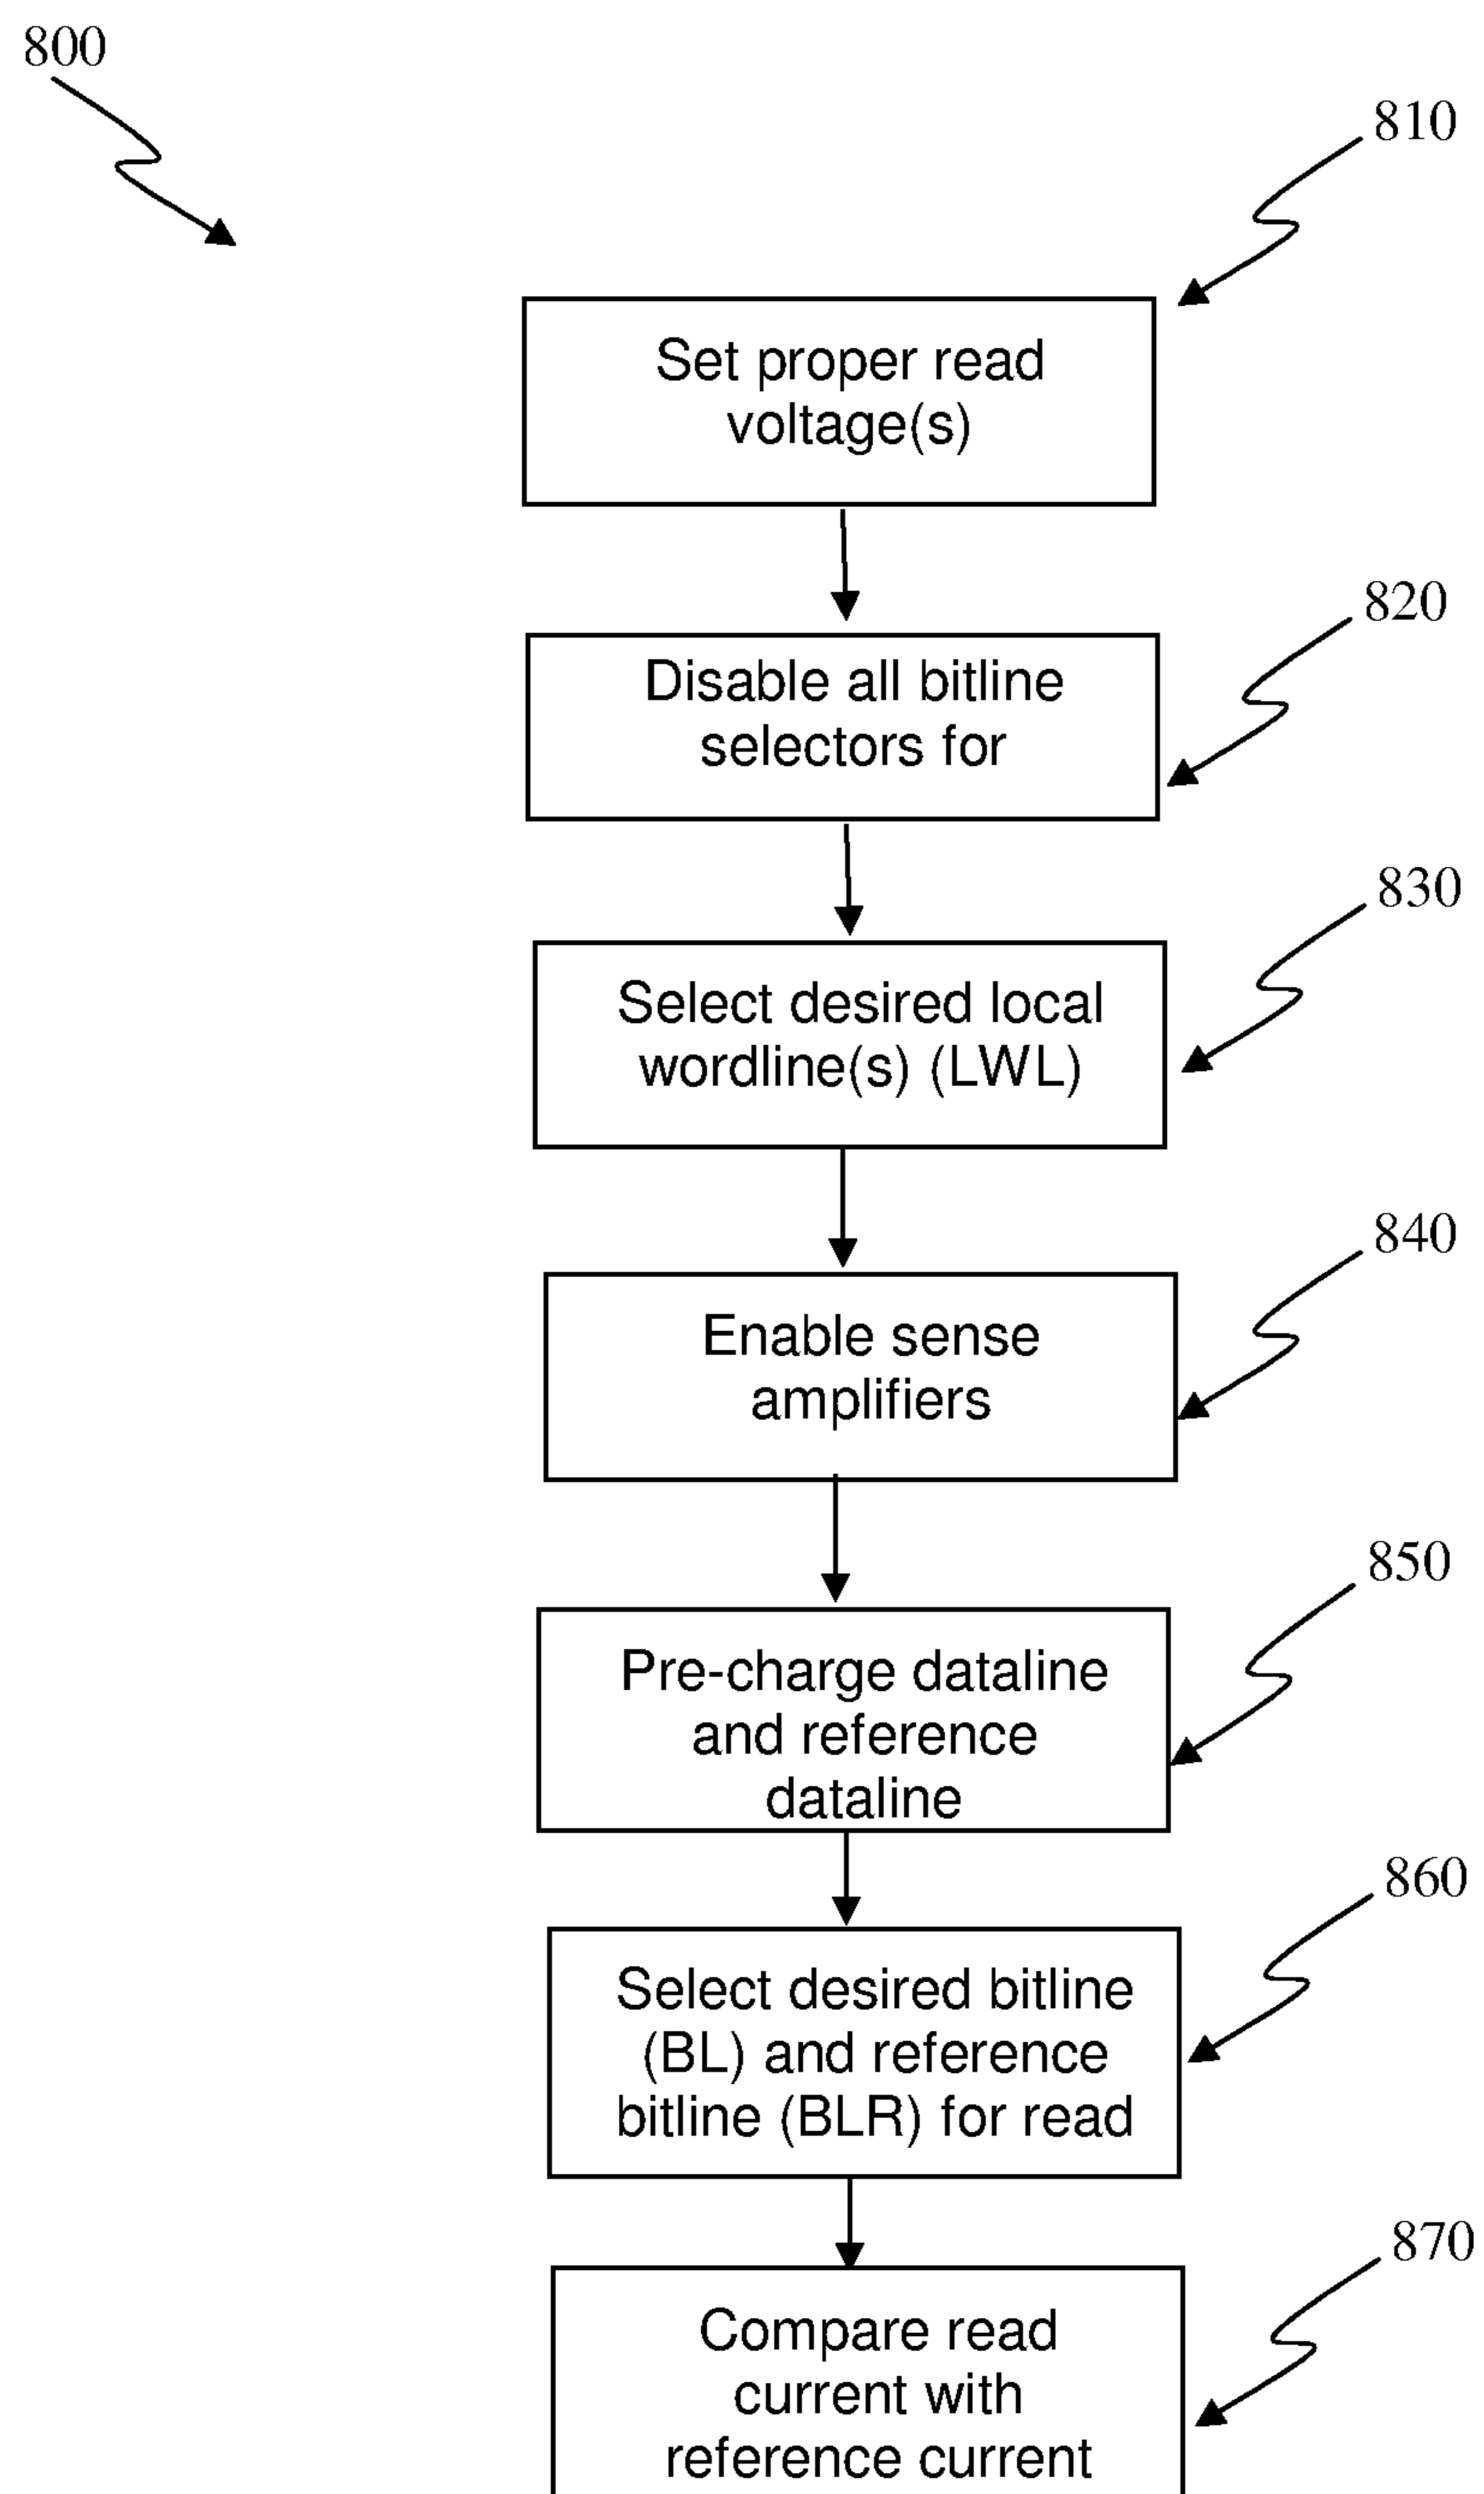 800
810
Set proper read
voltage(s)
820
Disable all bitline
selectors for
830
Select desired local
wordline(s) (LWL)
840
Enable sense
amplifiers
850
Pre-charge dataline
and reference
dataline
860
Select desired bitline
(BL) and reference
bitline (BLR) for read
870
Compare read
current with
reference current